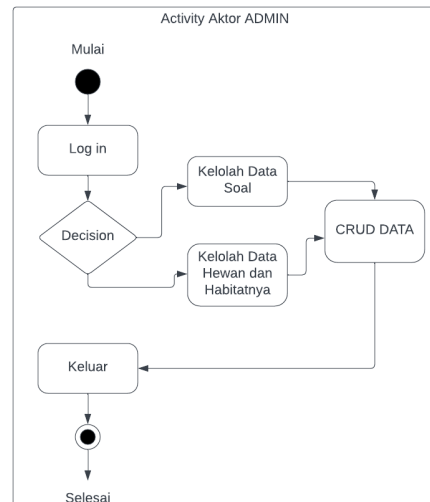 Activity Aktor ADMIN
Mulai
Log in
Decision
Kelolah Data
Soal
Kelolah Data
Hewan dan
Habitatnya
CRUD DATA
Keluar
Selesai